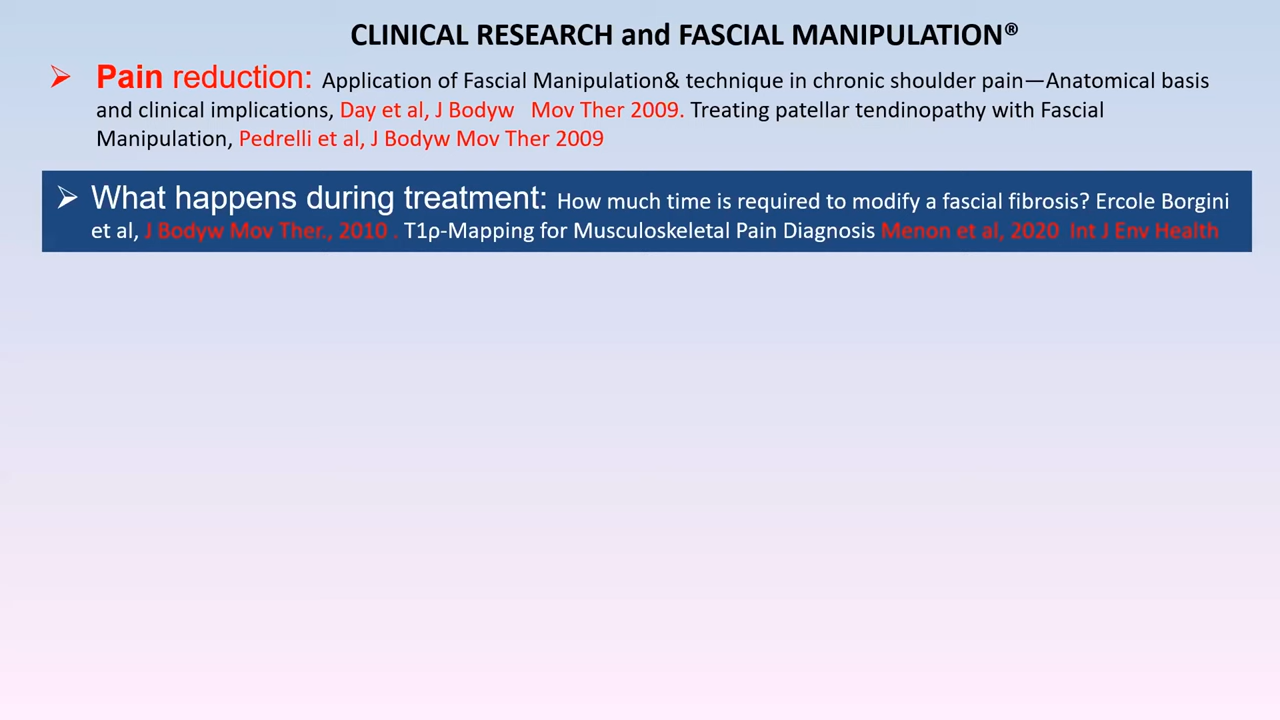 CLINICAL RESEARCH and FASCIAL MANIPULATION®
➢ Pain reduction: Application of Fascial Manipulation& technique in chronic shoulder pain—Anatomical basis
and clinical implications, Day et al, J Bodyw Mov Ther 2009. Treating patellar tendinopathy with Fascial
Manipulation, Pedrelli et al, J Bodyw Mov Ther 2009
➢ What happens during treatment: How much time is required to modify a fascial fibrosis? Ercole Borgini
et al, J Bodyw Mov Ther., 2010 . T1ρ-Mapping for Musculoskeletal Pain Diagnosis Menon et al, 2020 Int J Env Health